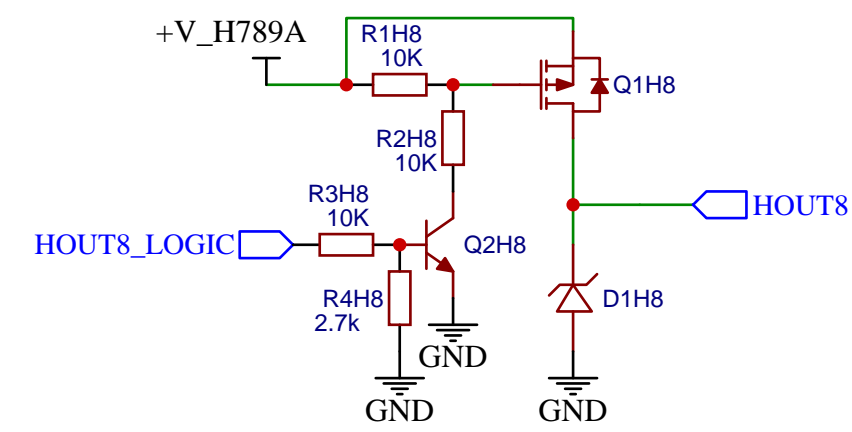 +V_H789A
R1H8
10K
Q1H8
R2H8
10K
R3H8
10K
HOUT8
HOUT8_LOGIC
Q2H8
R4H8
2.7k
D1H8
GND
GND
GND